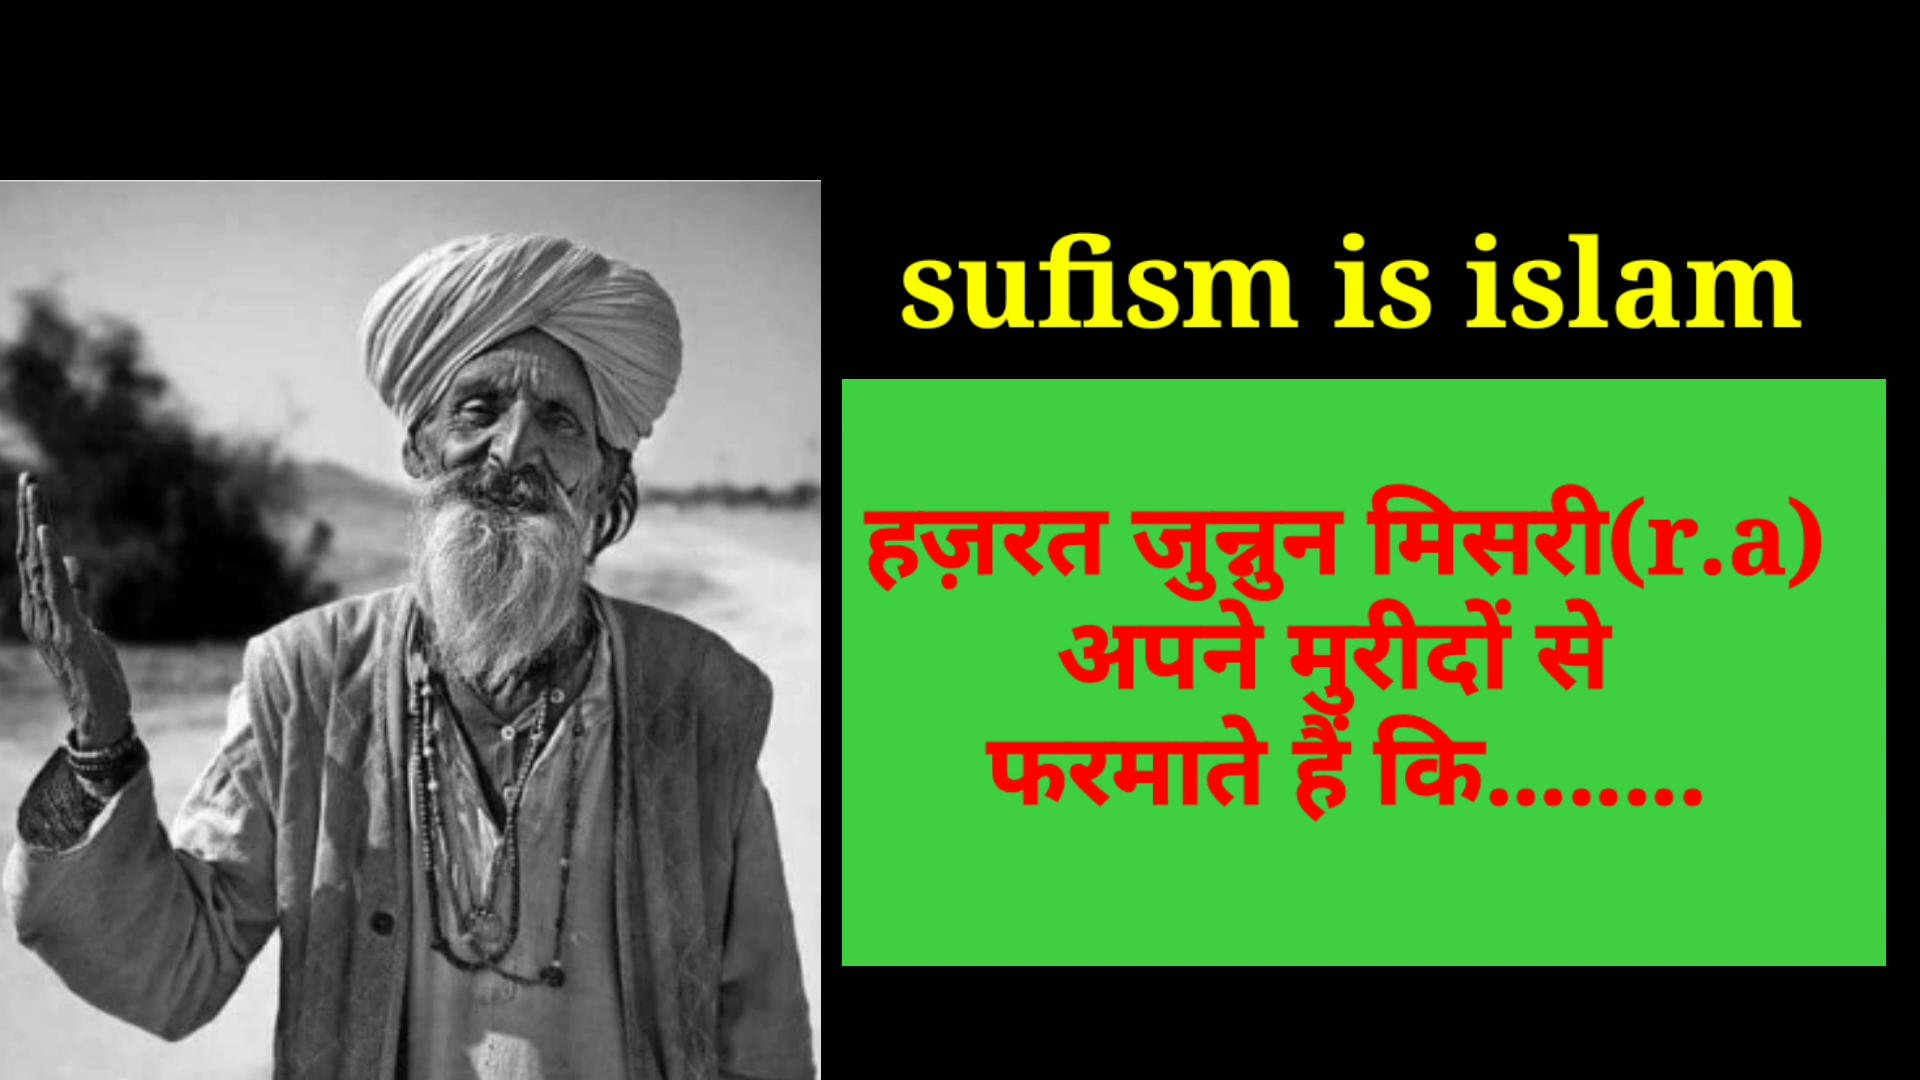 sufism is islam
हज़रत जुन्नुन मिसरी(r.a)
अपने मुरीदों से
फरमाते हैं कि........